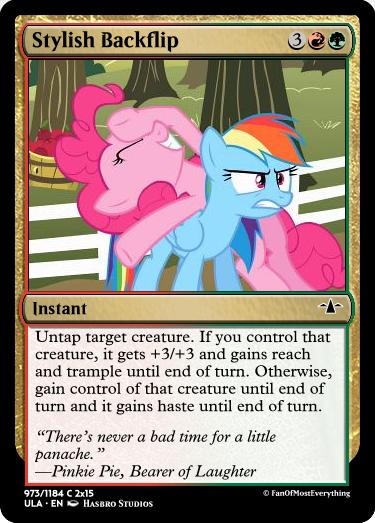 Stylish Backflip 3
Instant
Untap target creature. If you control that
creature, it gets +3/+3 and gains reach
and trample until end of turn. Otherwise,
gain control of that creature until end of
turn and it gains haste until end of turn.
“There’s never a bad time for a little
panache.”
—Pinkie Pie, Bearer of Laughter
973/1184 C 2x15
ULA • EN Hasbro Studios
© FanOfMostEverything